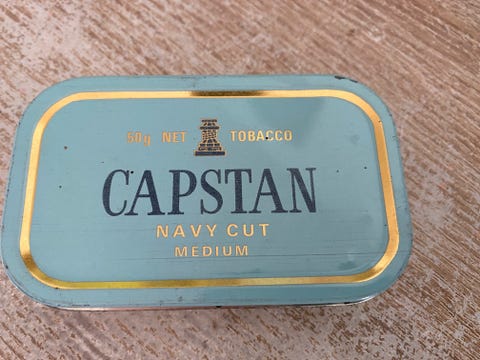 50g NET TOBACCO
CAPSTAN
NAVY CUT
MEDIUM